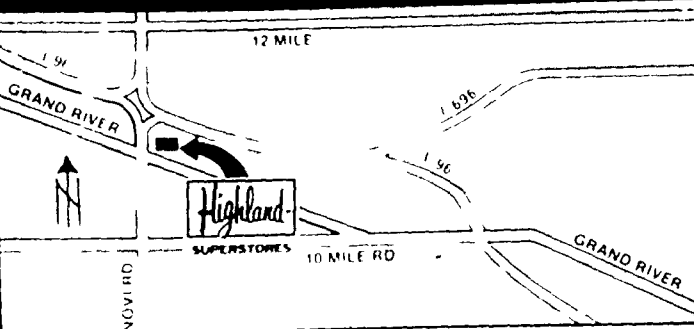 12 MILE
I 96
GRAND RIVER
I 696
I 96
N
Highland
SUPERSTORES
10 MILE RD
GRAND RIVER
NOVI RD